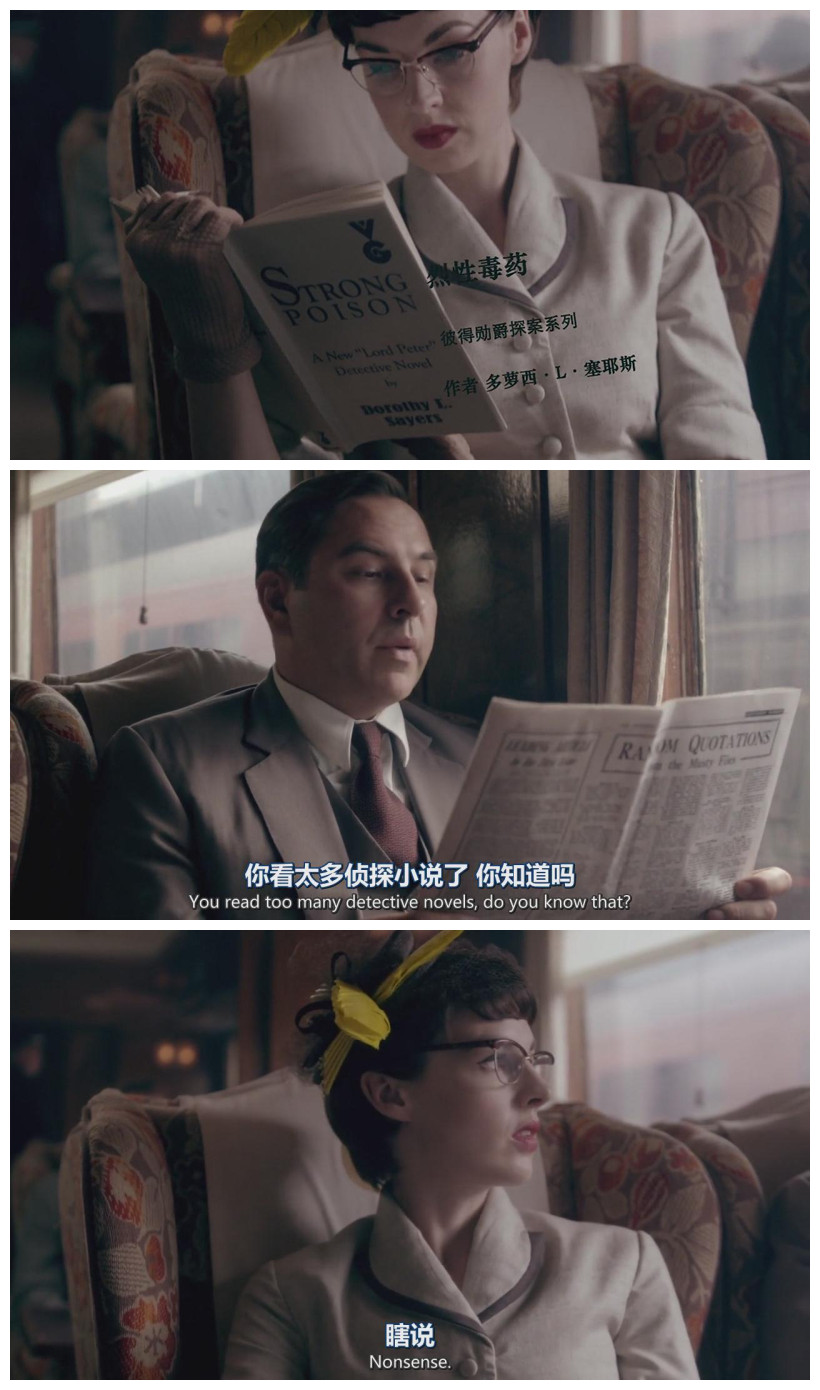 VG
STRONG
POISON
A New "Lord Peter"
Detective Novel
by
Dorothy L.
Sayers
烈性毒药
彼得勋爵探案系列
作者 多萝西·L·塞耶斯
RANDOM QUOTATIONS
from the Musty Files
你看太多侦探小说了 你知道吗
You read too many detective novels, do you know that?
瞎说
Nonsense.